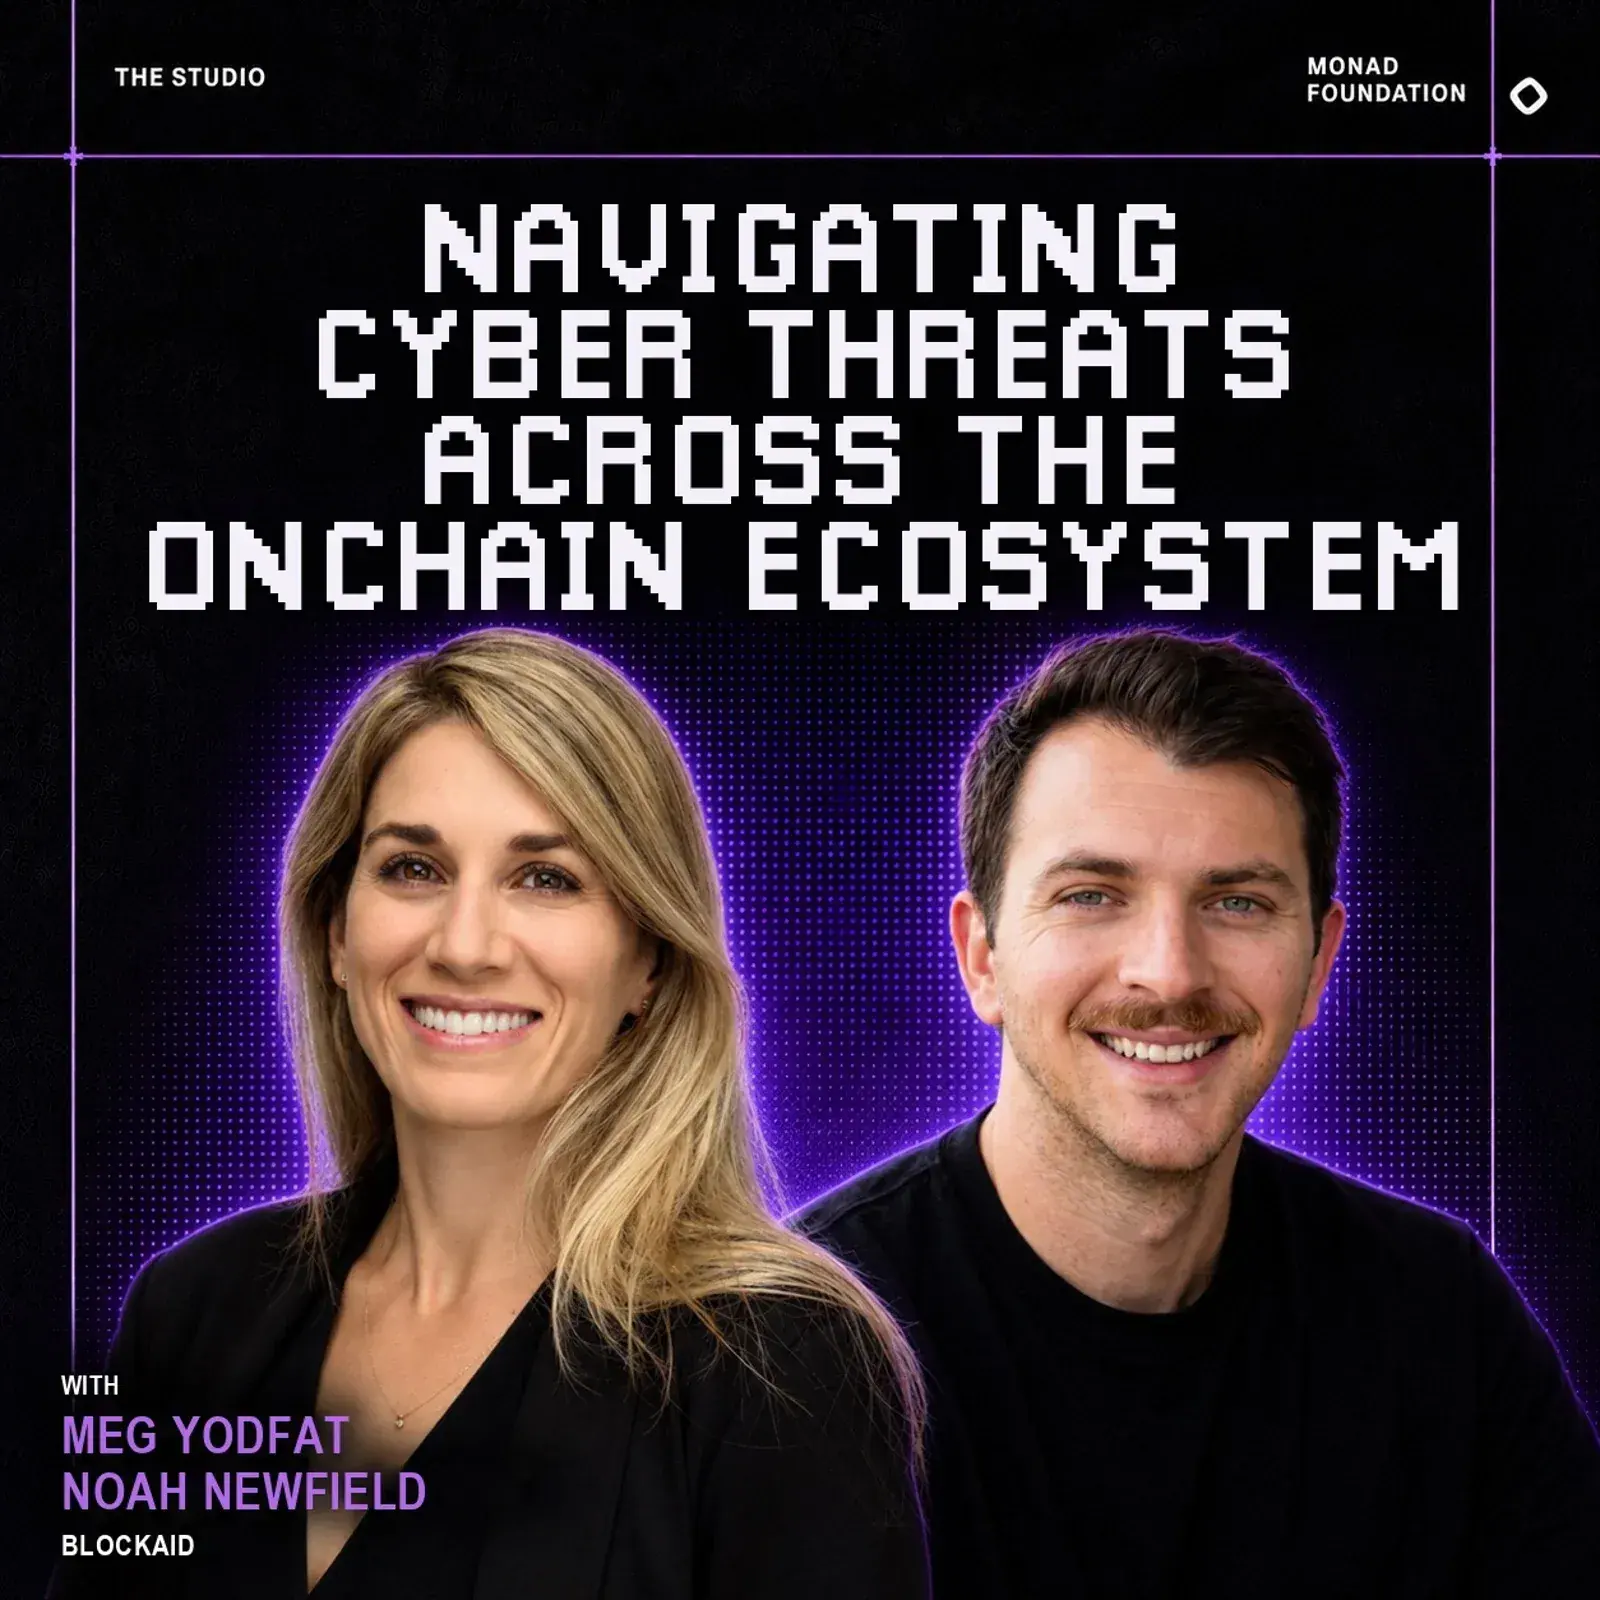 THE STUDIO
MONAD
FOUNDATION
NAVIGATING
CYBER THREATS
ACROSS THE
ONCHAIN ECOSYSTEM
WITH
MEG YODFAT
NOAH NEWFIELD
BLOCKAID